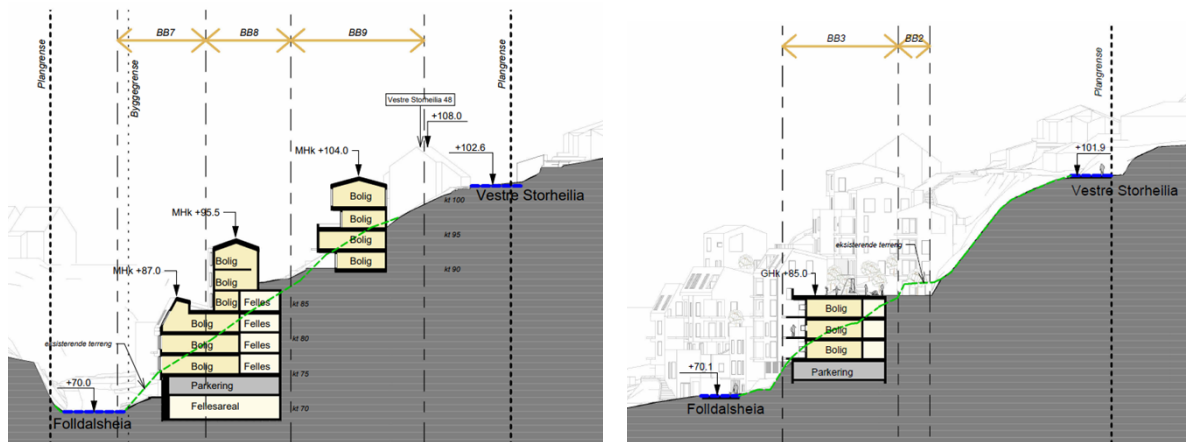 BB7
BB8
BB9
Plangrense
Byggegrense
Plangrense
Vestre Storheilia 48
+108.0
MHk +104.0
+102.6
Vestre Storheilia
Bolig
kt 100
Bolig
MHk +95.5
Bolig
kt 95
Bolig
Bolig
kt 90
MHk +87.0
Bolig
Bolig
Felles
kt 85
Bolig
Felles
eksisterende terreng
Bolig
Felles
kt 80
Bolig
Felles
kt 75
+70.0
Parkering
Fellesareal
kt 70
Folldalsheia
BB3
BB2
Plangrense
+101.9
Vestre Storheilia
eksisterende terreng
GHk +85.0
Bolig
Bolig
Bolig
Parkering
+70.1
Folldalsheia